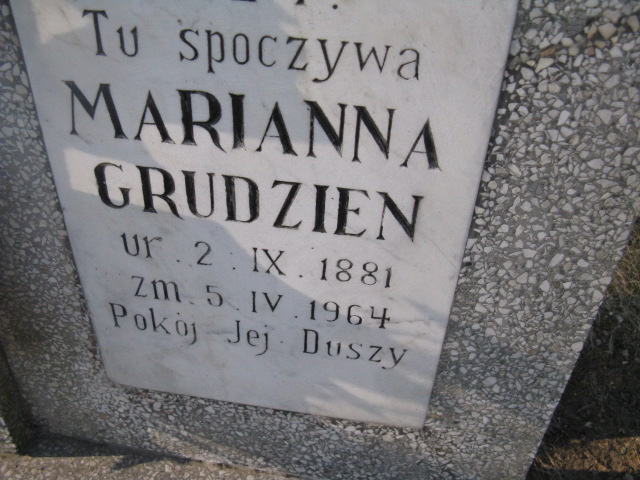 Tu spoczywa
MARIANNA
GRUDZIEN
ur. 2. IX. 1881
zm. 5. IV. 1964
Pokój Jej Duszy